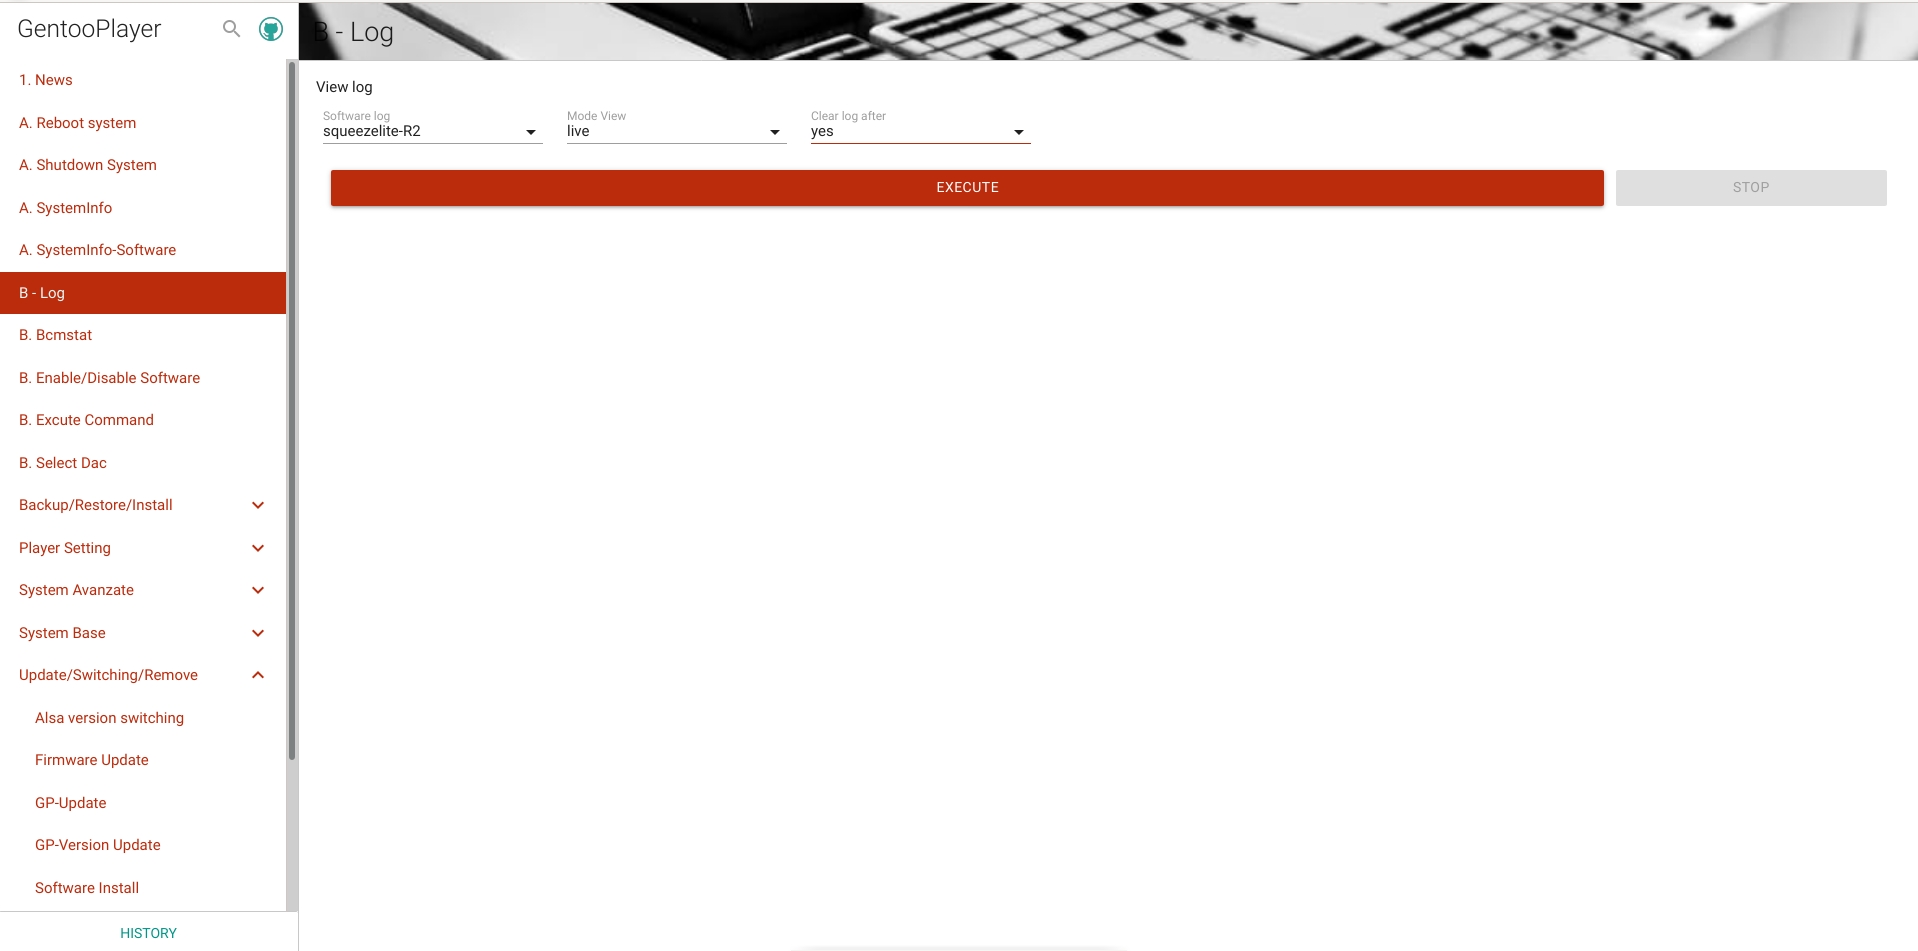 GentooPlayer
B - Log
1. News
A. Reboot system
A. Shutdown System
A. SystemInfo
A. SystemInfo-Software
B - Log
B. Bcmstat
B. Enable/Disable Software
B. Excute Command
B. Select Dac
Backup/Restore/Install
Player Setting
System Avanzate
System Base
Update/Switching/Remove
Alsa version switching
Firmware Update
GP-Update
GP-Version Update
Software Install
HISTORY
View log
Software log
squeezelite-R2
Mode View
live
Clear log after
yes
EXECUTE
STOP